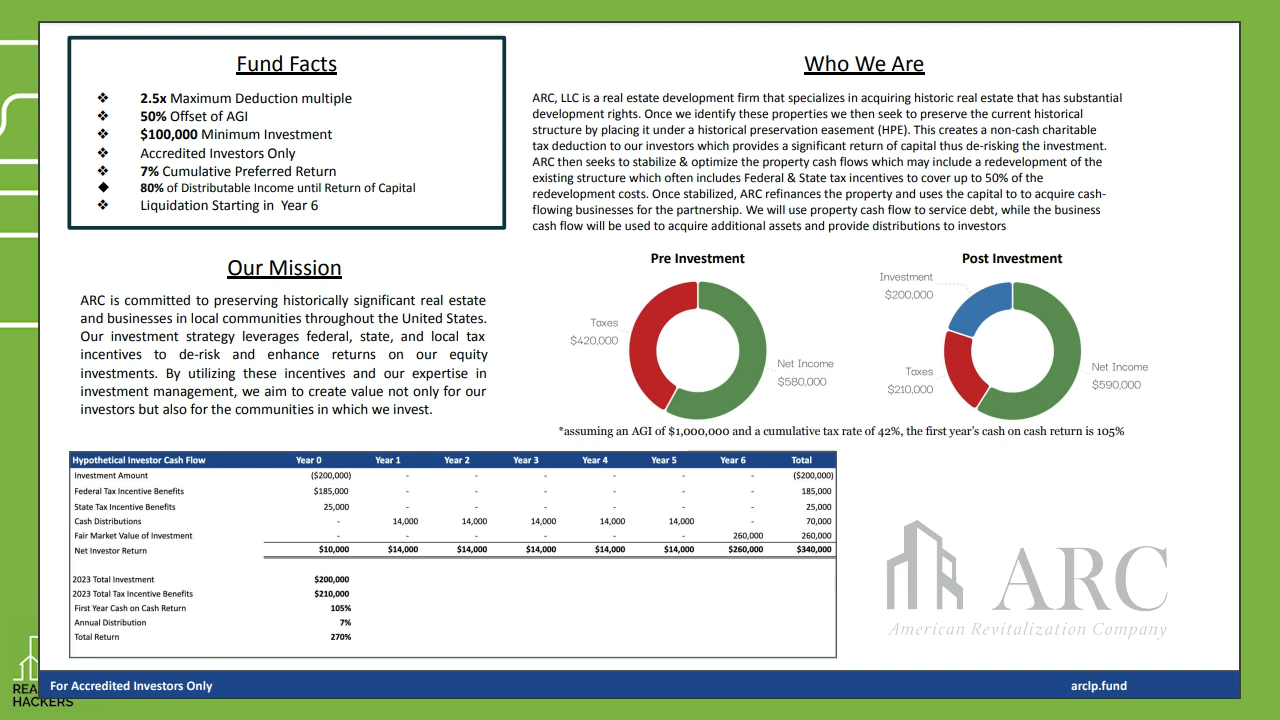 Fund Facts
❖ 2.5x Maximum Deduction multiple
❖ 50% Offset of AGI
❖ $100,000 Minimum Investment
❖ Accredited Investors Only
❖ 7% Cumulative Preferred Return
◆ 80% of Distributable Income until Return of Capital
❖ Liquidation Starting in Year 6
Who We Are
ARC, LLC is a real estate development firm that specializes in acquiring historic real estate that has substantial
development rights. Once we identify these properties we then seek to preserve the current historical
structure by placing it under a historical preservation easement (HPE). This creates a non-cash charitable
tax deduction to our investors which provides a significant return of capital thus de-risking the investment.
ARC then seeks to stabilize & optimize the property cash flows which may include a redevelopment of the
existing structure which often includes Federal & State tax incentives to cover up to 50% of the
redevelopment costs. Once stabilized, ARC refinances the property and uses the capital to to acquire cash-
flowing businesses for the partnership. We will use property cash flow to service debt, while the business
cash flow will be used to acquire additional assets and provide distributions to investors
Our Mission
ARC is committed to preserving historically significant real estate
and businesses in local communities throughout the United States.
Our investment strategy leverages federal, state, and local tax
incentives to de-risk and enhance returns on our equity
investments. By utilizing these incentives and our expertise in
investment management, we aim to create value not only for our
investors but also for the communities in which we invest.
Pre Investment
Taxes
$420,000
Net Income
$580,000
Post Investment
Investment
$200,000
Taxes
$210,000
Net Income
$590,000
*assuming an AGI of $1,000,000 and a cumulative tax rate of 42%, the first year's cash on cash return is 105%
Hypothetical Investor Cash Flow Year 0 Year 1 Year 2 Year 3 Year 4 Year 5 Year 6 Total
Investment Amount ($200,000) - - - - - - ($200,000)
Federal Tax Incentive Benefits $185,000 - - - - - - 185,000
State Tax Incentive Benefits 25,000 - - - - - - 25,000
Cash Distributions - 14,000 14,000 14,000 14,000 14,000 - 70,000
Fair Market Value of Investment - - - - - - 260,000 260,000
Net Investor Return $10,000 $14,000 $14,000 $14,000 $14,000 $14,000 $260,000 $340,000
2023 Total Investment $200,000
2023 Total Tax Incentive Benefits $210,000
First Year Cash on Cash Return 105%
Annual Distribution 7%
Total Return 270%
ARC
American Revitalization Company
For Accredited Investors Only
arclp.fund
REA
HACKERS